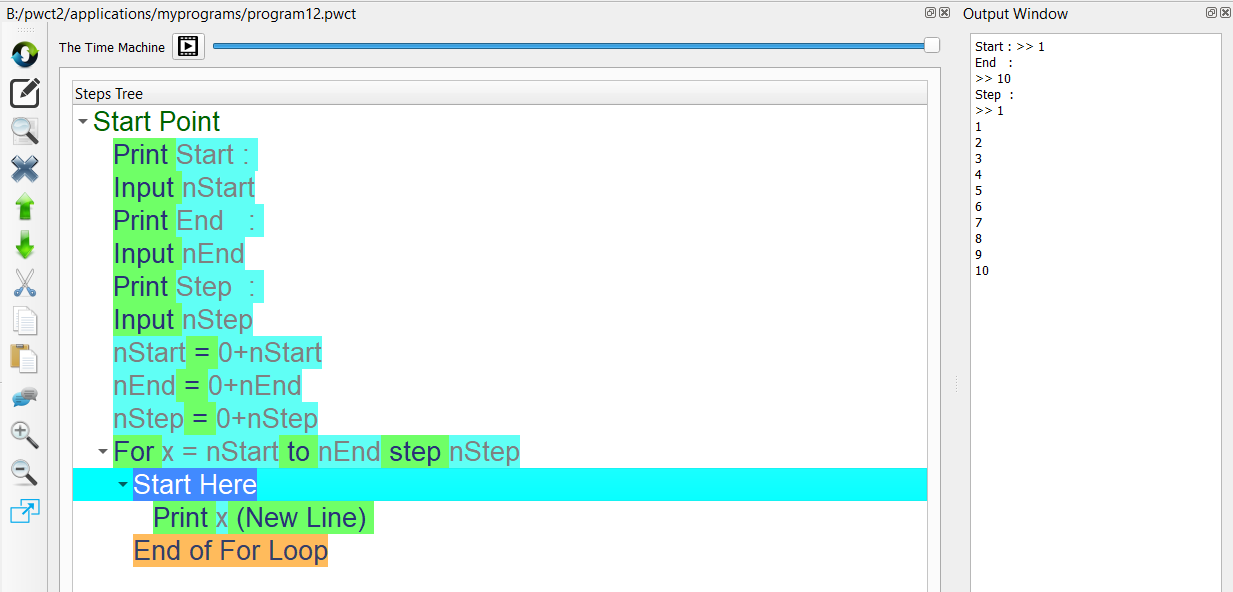 B:/pwct2/applications/myprograms/program12.pwct
The Time Machine
Steps Tree
Start Point
Print Start :
Input nStart
Print End   :
Input nEnd
Print Step  :
Input nStep
nStart = 0+nStart
nEnd = 0+nEnd
nStep = 0+nStep
For x = nStart to nEnd step nStep
Start Here
Print x (New Line)
End of For Loop
Output Window
Start : >> 1
End   :
>> 10
Step  :
>> 1
1
2
3
4
5
6
7
8
9
10